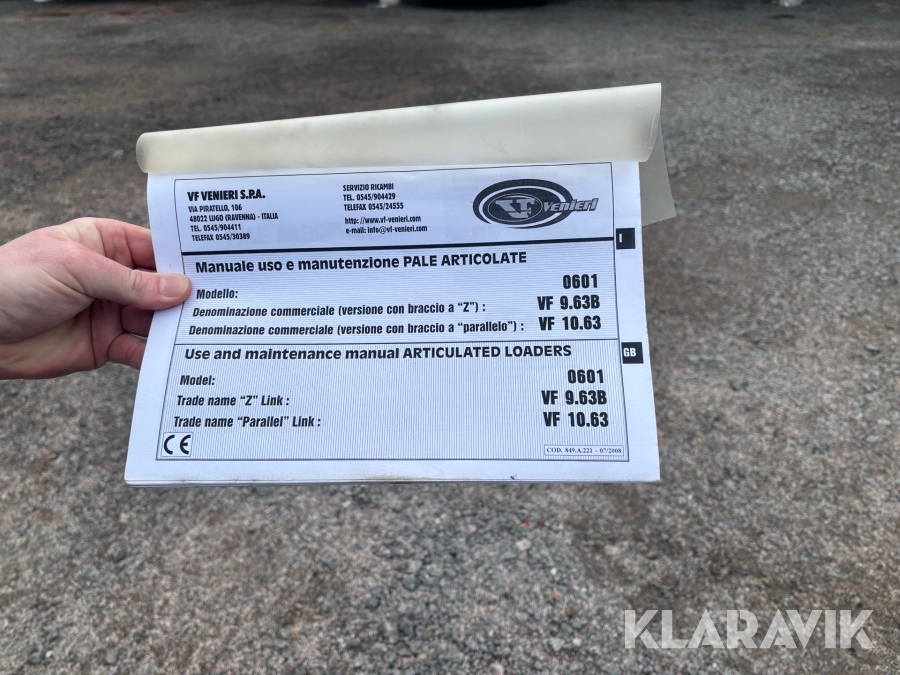 VF VENIERI S.P.A.
VIA PIRATELLO, 106
48022 LUGO (RAVENNA) - ITALIA
TEL. 0545/904411
TELEFAX 0545/30389
SERVIZIO RICAMBI
TEL. 0545/904429
TELEFAX 0545/24555
http://www.vf-venieri.com
e-mail: info@vf-venieri.com
VF VENIERI
I
Manuale uso e manutenzione PALE ARTICOLATE
Modello: 0601
Denominazione commerciale (versione con braccio a “Z”) : VF 9.63B
Denominazione commerciale (versione con braccio a “parallelo”) : VF 10.63
GB
Use and maintenance manual ARTICULATED LOADERS
Model: 0601
Trade name “Z” Link : VF 9.63B
Trade name “Parallel” Link : VF 10.63
CE
COD. 849.A.221 - 07/2008
KLARAVIK